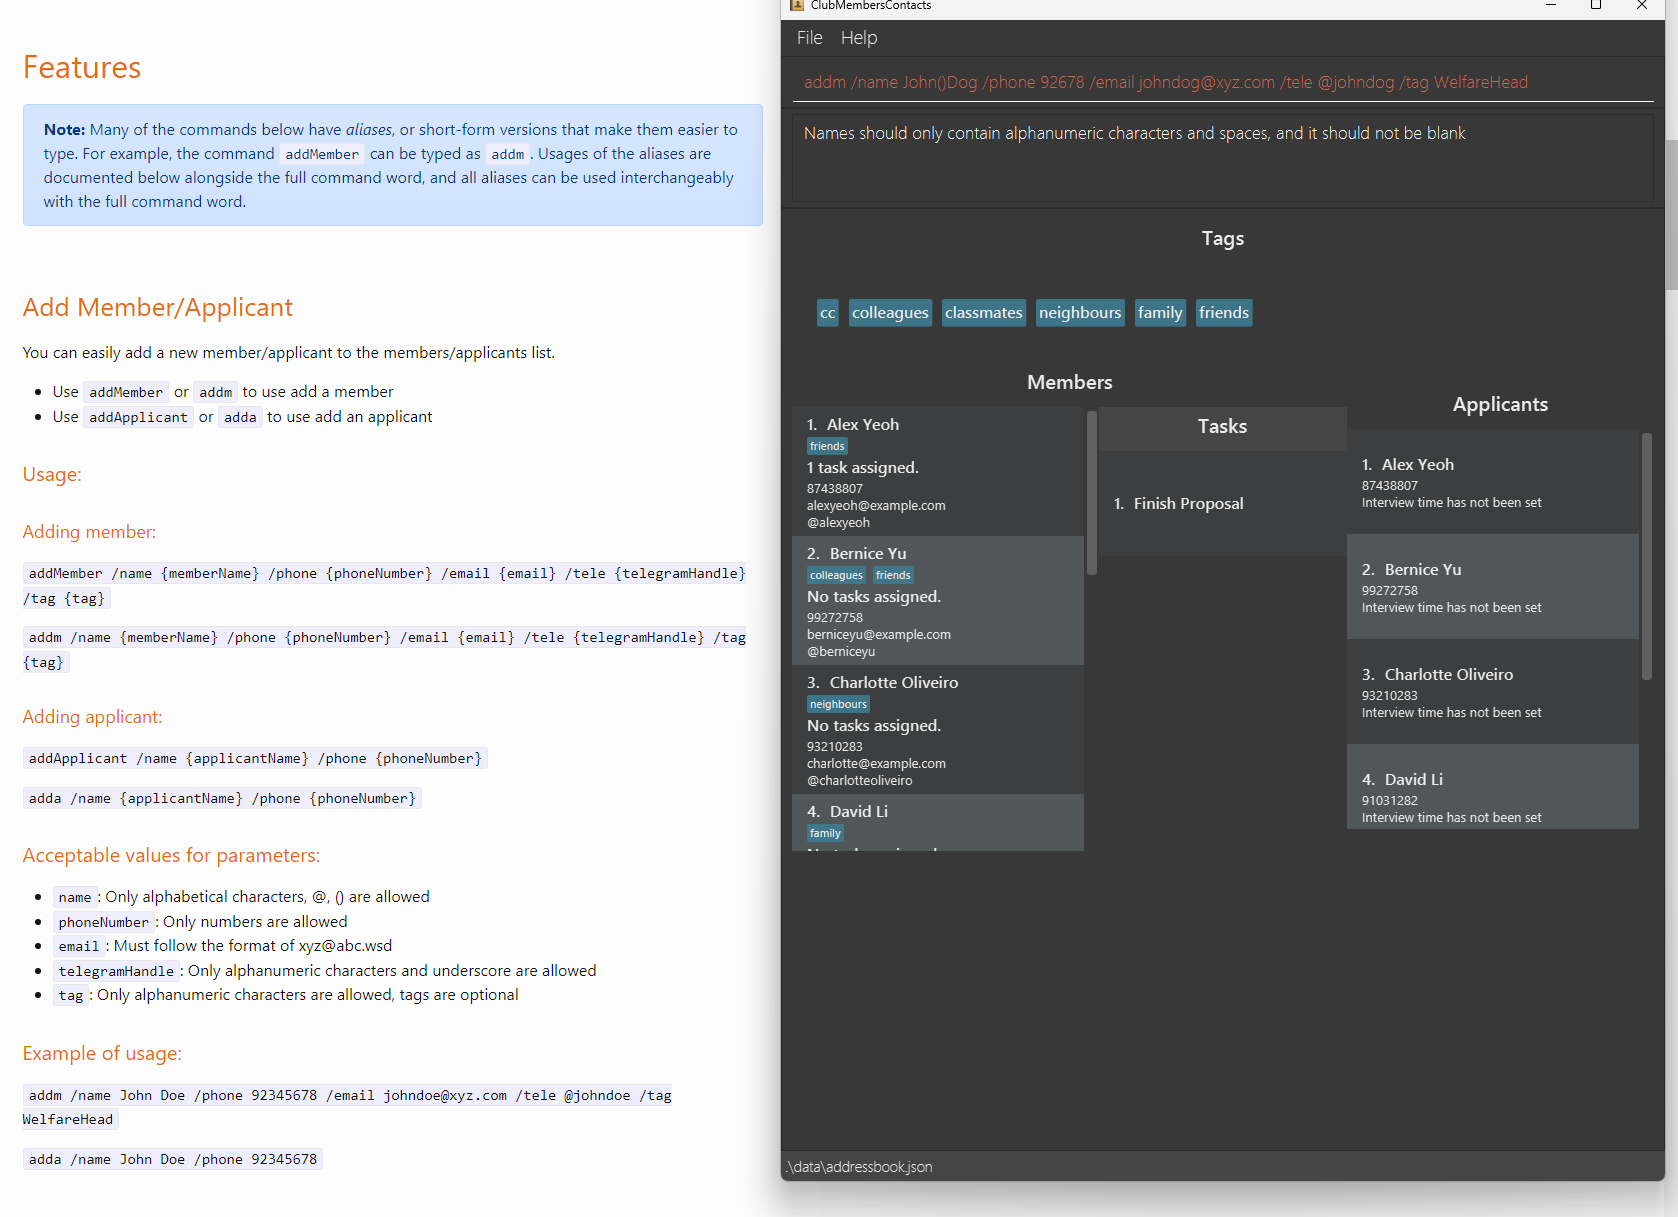 Features
Note: Many of the commands below have aliases, or short-form versions that make them easier to
type. For example, the command addMember can be typed as addm . Usages of the aliases are
documented below alongside the full command word, and all aliases can be used interchangeably
with the full command word.
Add Member/Applicant
You can easily add a new member/applicant to the members/applicants list.
Use addMember or addm to use add a member
Use addApplicant or adda to use add an applicant
Usage:
Adding member:
addMember /name {memberName} /phone {phoneNumber} /email {email} /tele {telegramHandle}
/tag {tag}
addm /name {memberName} /phone {phoneNumber} /email {email} /tele {telegramHandle} /tag
{tag}
Adding applicant:
addApplicant /name {applicantName} /phone {phoneNumber}
adda /name {applicantName} /phone {phoneNumber}
Acceptable values for parameters:
name : Only alphabetical characters, @, () are allowed
phoneNumber : Only numbers are allowed
email : Must follow the format of xyz@abc.wsd
telegramHandle : Only alphanumeric characters and underscore are allowed
tag : Only alphanumeric characters are allowed, tags are optional
Example of usage:
addm /name John Doe /phone 92345678 /email johndoe@xyz.com /tele @johndoe /tag
WelfareHead
adda /name John Doe /phone 92345678
ClubMembersContacts
File Help
addm /name John()Dog /phone 92678 /email johndog@xyz.com /tele @johndog /tag WelfareHead
Names should only contain alphanumeric characters and spaces, and it should not be blank
Tags
cc colleagues classmates neighbours family friends
Members
1. Alex Yeoh
friends
1 task assigned.
87438807
alexyeoh@example.com
@alexyeoh
2. Bernice Yu
colleagues friends
No tasks assigned.
99272758
berniceyu@example.com
@berniceyu
3. Charlotte Oliveiro
neighbours
No tasks assigned.
93210283
charlotte@example.com
@charlotteoliveiro
4. David Li
family
Tasks
1. Finish Proposal
Applicants
1. Alex Yeoh
87438807
Interview time has not been set
2. Bernice Yu
99272758
Interview time has not been set
3. Charlotte Oliveiro
93210283
Interview time has not been set
4. David Li
91031282
Interview time has not been set
.\data\addressbook.json